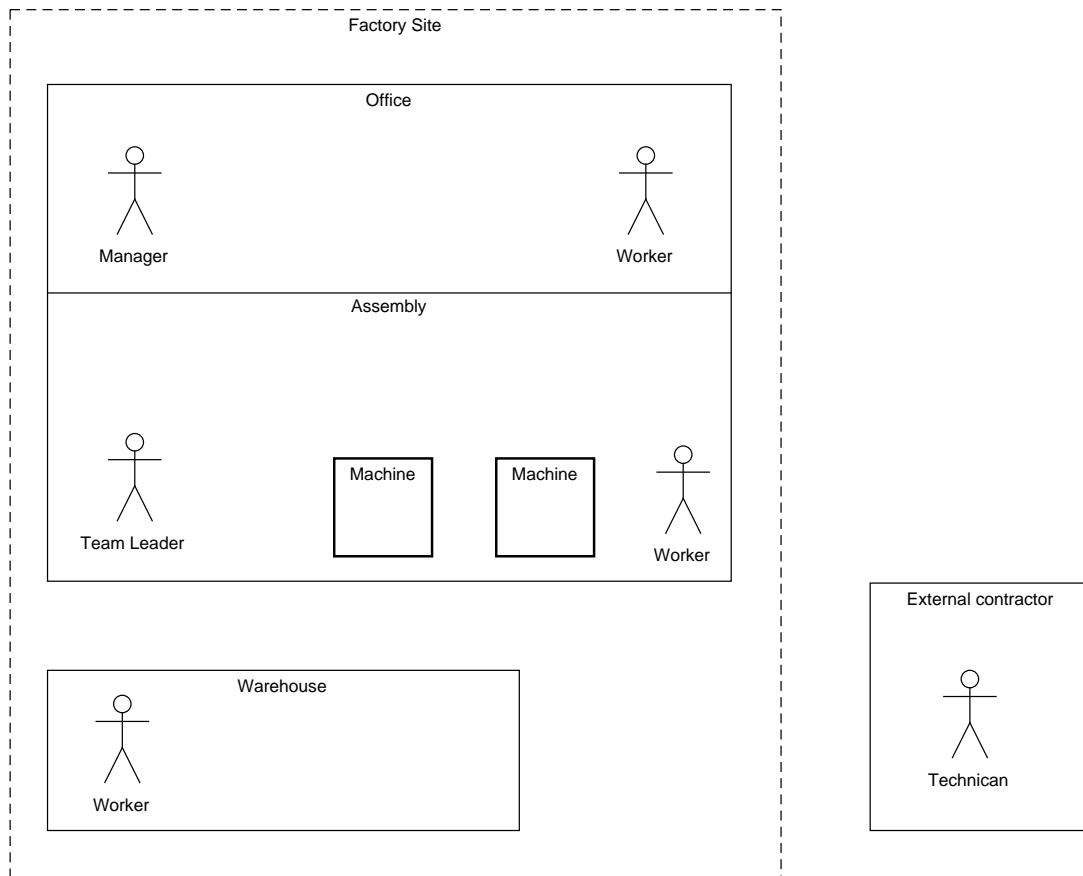 Factory Site
Office
Manager
Worker
Assembly
Team Leader
Machine
Machine
Worker
External contractor
Technican
Warehouse
Worker